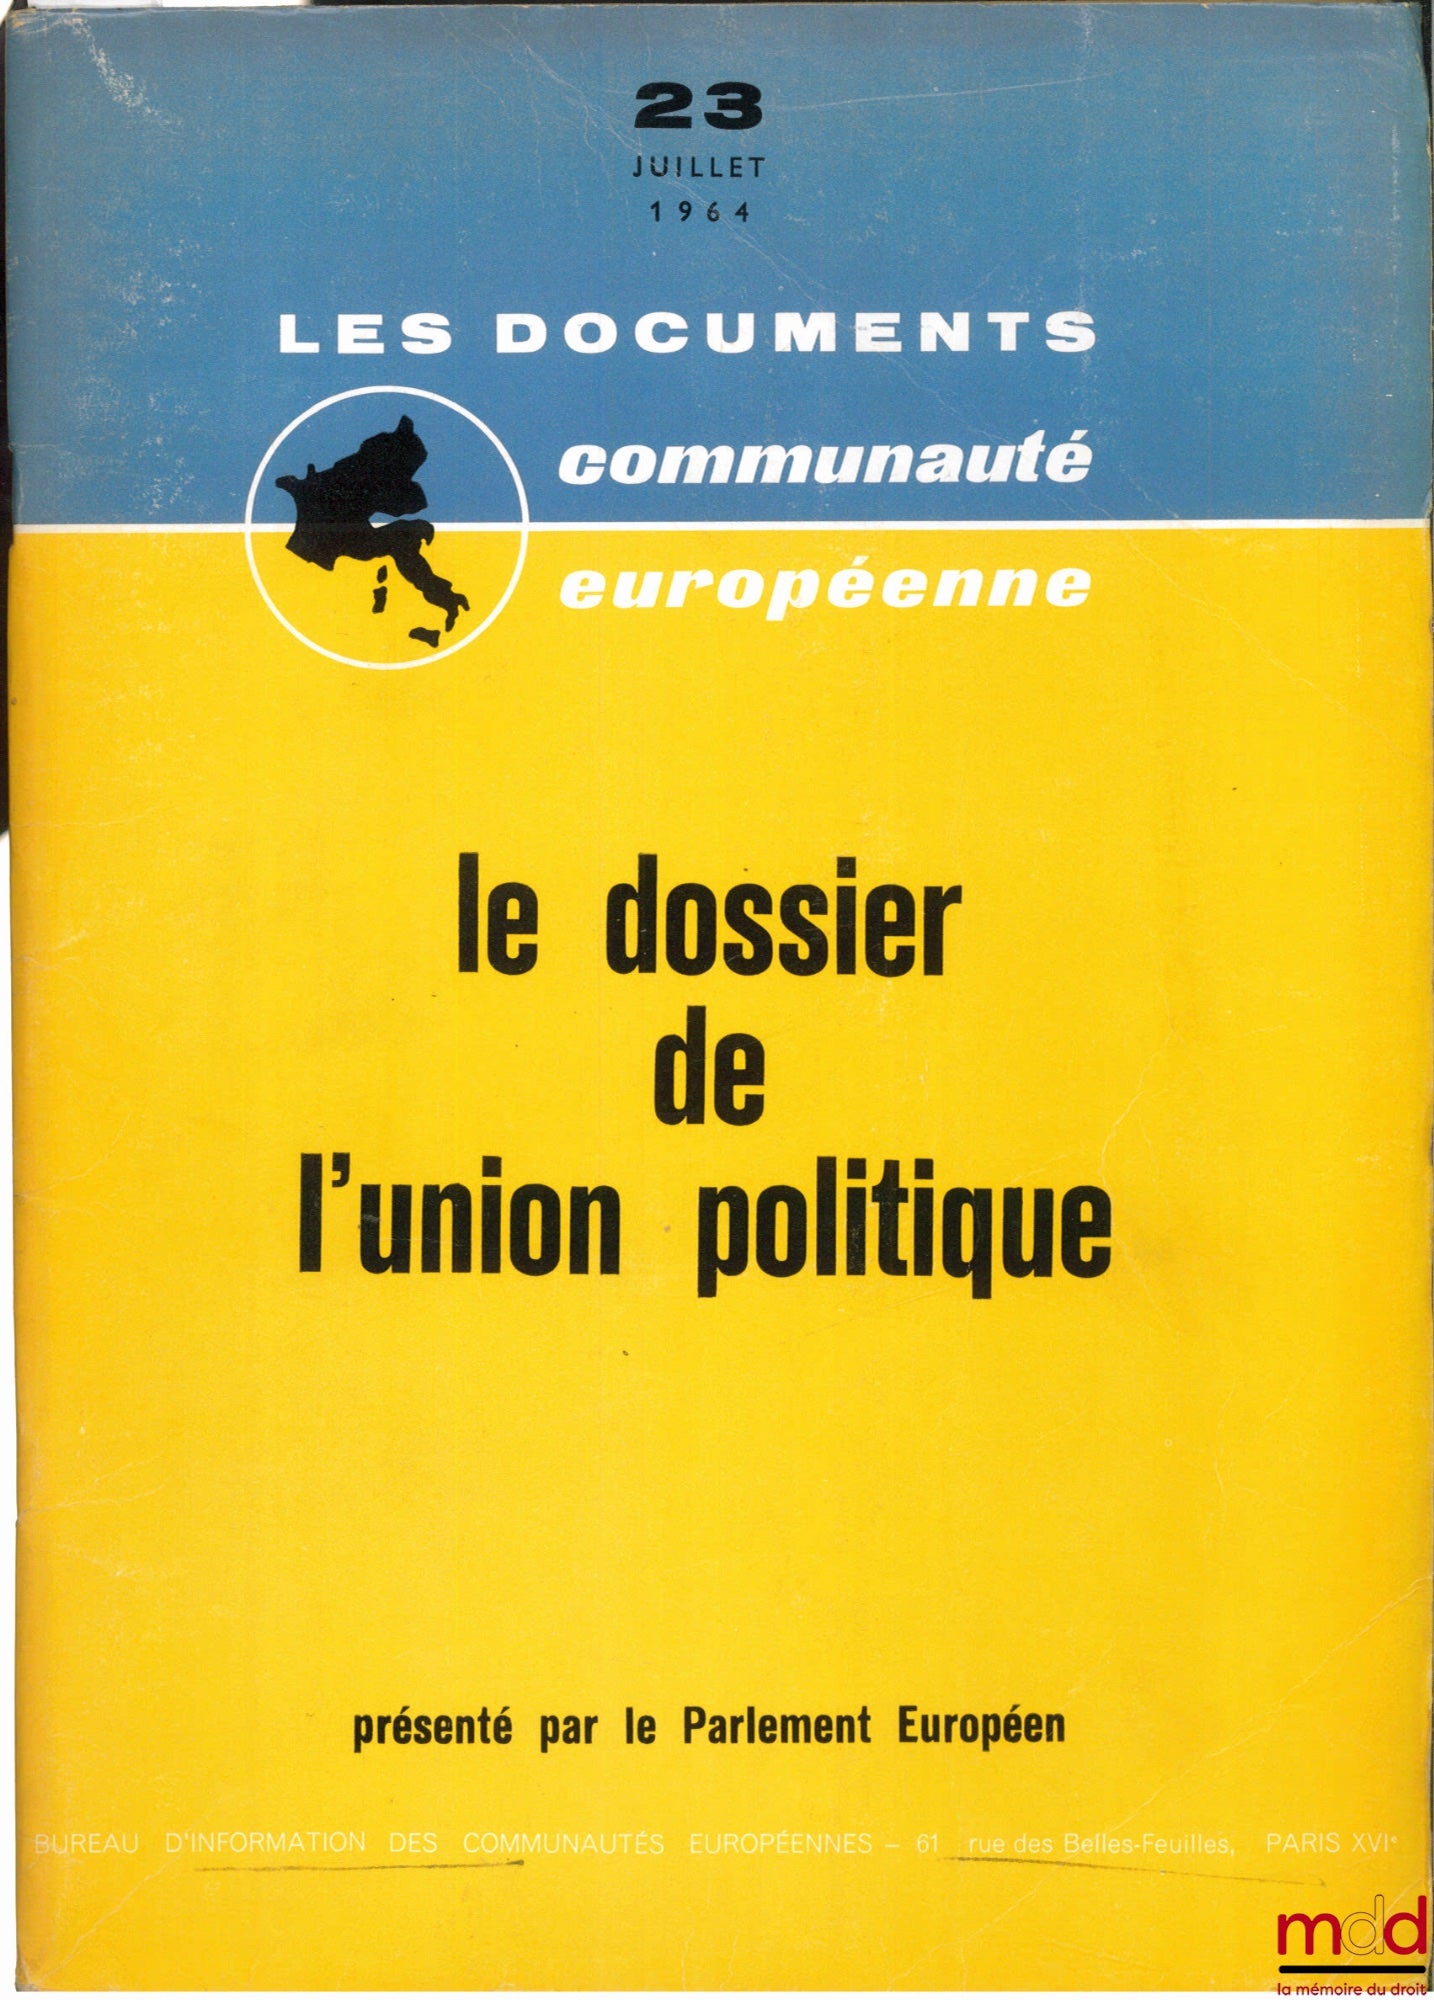 23
JUILLET
1964
LES DOCUMENTS
communauté
européenne
le dossier
de
l'union politique
présenté par le Parlement Européen
BUREAU D'INFORMATION DES COMMUNAUTÉS EUROPÉENNES – 61 rue des Belles-Feuilles, PARIS XVIe
mdd
la mémoire du droit